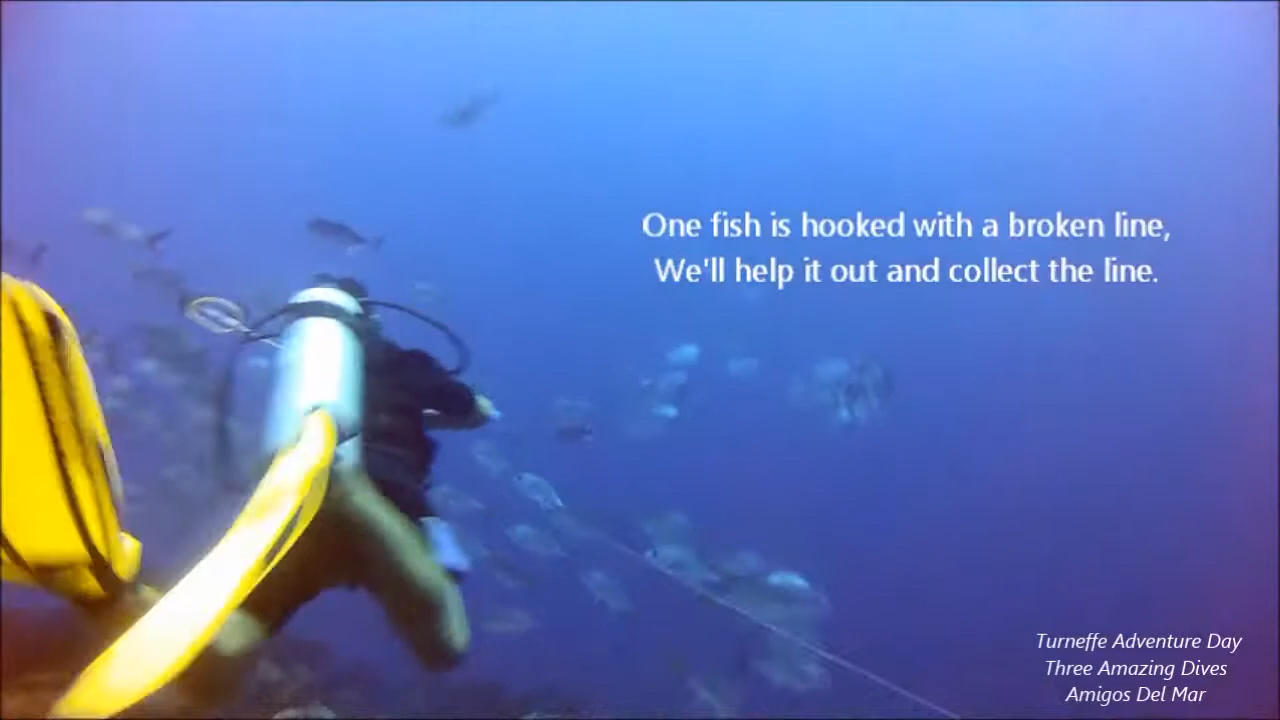 One fish is hooked with a broken line,
We'll help it out and collect the line.
Turneffe Adventure Day
Three Amazing Dives
Amigos Del Mar